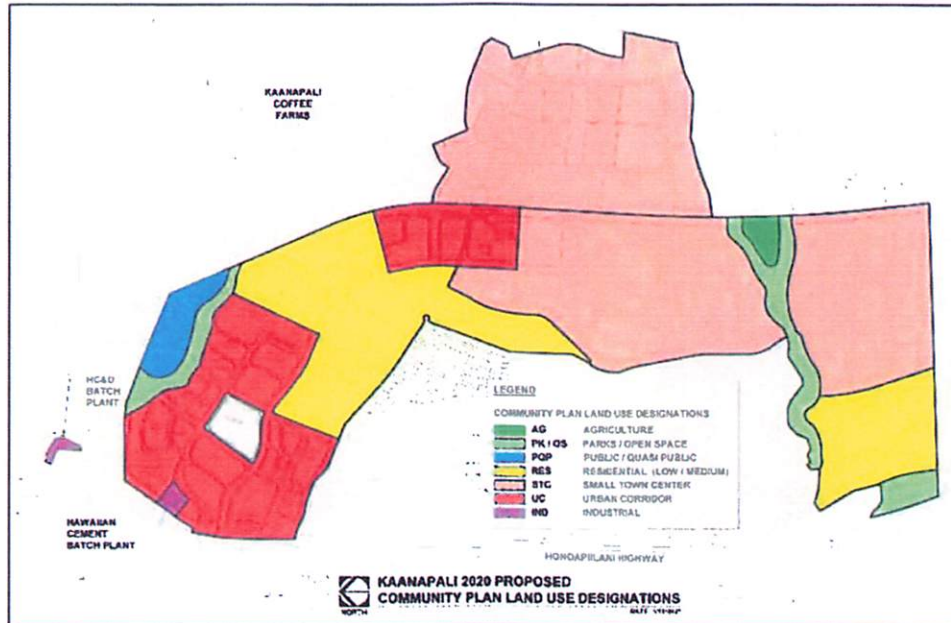 KAANAPALI
COFFEE
FARMS
HC&D
BATCH
PLANT
HAWAIIAN
CEMENT
BATCH PLANT
LEGEND
COMMUNITY PLAN LAND USE DESIGNATIONS
AG AGRICULTURE
PK / OS PARKS / OPEN SPACE
PQP PUBLIC / QUASI PUBLIC
RES RESIDENTIAL (LOW / MEDIUM)
STC SMALL TOWN CENTER
UC URBAN CORRIDOR
IND INDUSTRIAL
HONOAPIILANI HIGHWAY
NORTH
KAANAPALI 2020 PROPOSED
COMMUNITY PLAN LAND USE DESIGNATIONS
DATE